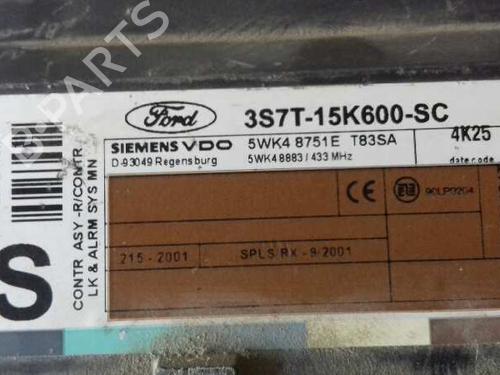 Ford
3S7T-15K600-SC
SIEMENS VDO
5WK4 8751E T83SA
4K25
D-93049 Regensburg
5WK4 8883 / 433 MHz
date code
CONTR ASY -R/CONTR
LK & ALRM SYS MN
S
CE
90LP9204
215 - 2001
SPLS/RX - 9/2001